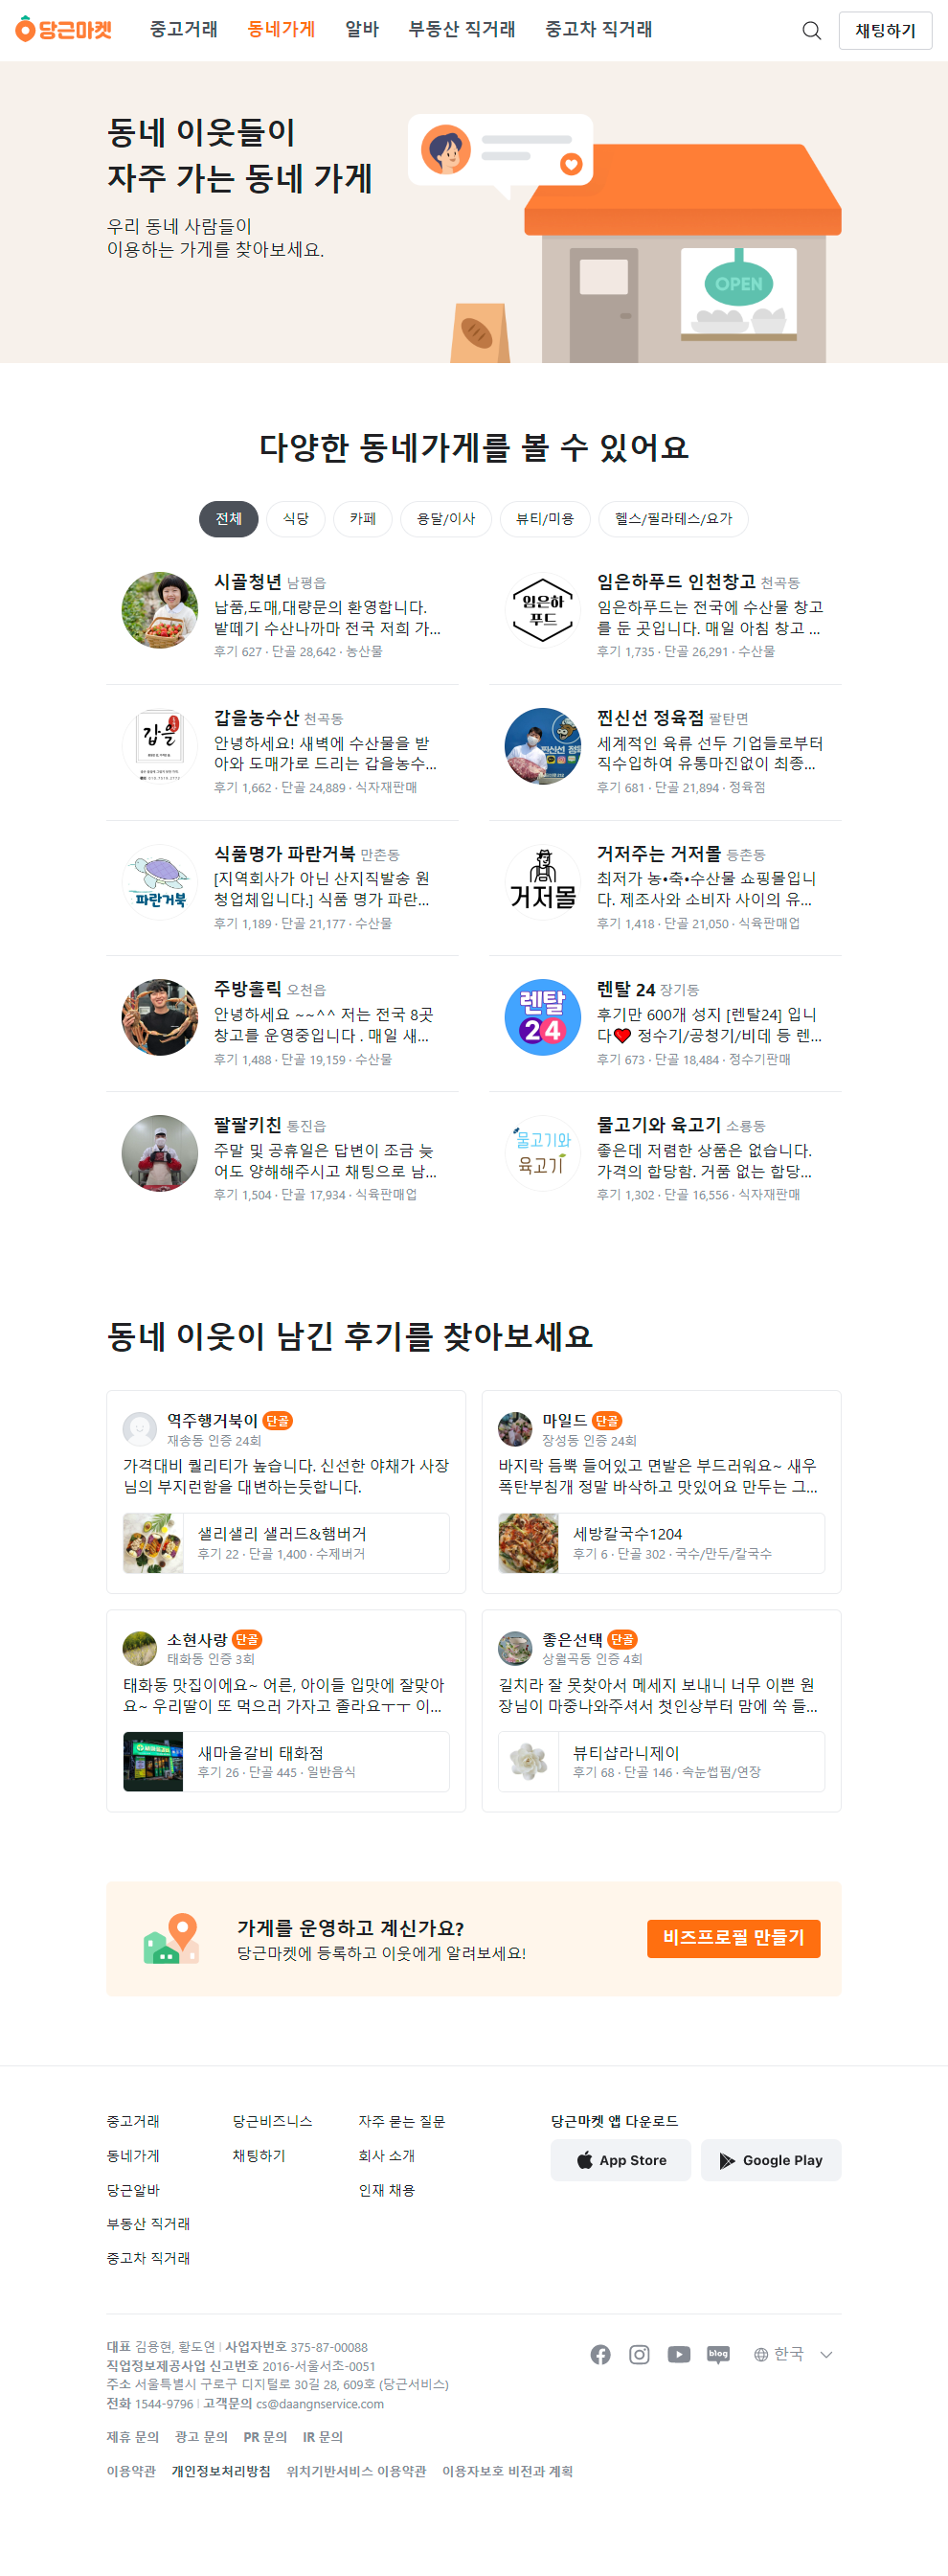 당근마켓 중고거래 동네가게 알바 부동산 직거래 중고차 직거래 채팅하기
동네 이웃들이
자주 가는 동네 가게
우리 동네 사람들이
이용하는 가게를 찾아보세요.
OPEN
다양한 동네가게를 볼 수 있어요
전체 식당 카페 용달/이사 뷰티/미용 헬스/필라테스/요가
시골청년 남평읍
납품,도매,대량문의 환영합니다.
밭떼기 수산나까마 전국 저희 가...
후기 627 · 단골 28,642 · 농산물
임은하
푸드
임은하푸드 인천창고 천곡동
임은하푸드는 전국에 수산물 창고
를 둔 곳입니다. 매일 아침 창고 ...
후기 1,735 · 단골 26,291 · 수산물
갑을
갑을농수산 천곡동
안녕하세요! 새벽에 수산물을 받
아와 도매가로 드리는 갑을농수...
후기 1,662 · 단골 24,889 · 식자재판매
찐신선 정육점 팔탄면
세계적인 육류 선두 기업들로부터
직수입하여 유통마진없이 최종...
후기 681 · 단골 21,894 · 정육점
파란거북
식품명가 파란거북 만촌동
[지역회사가 아닌 산지직발송 원
청업체입니다.] 식품 명가 파란...
후기 1,189 · 단골 21,177 · 수산물
거저몰
거저주는 거저몰 등촌동
최저가 농•축•수산물 쇼핑몰입니
다. 제조사와 소비자 사이의 유...
후기 1,418 · 단골 21,050 · 식육판매업
주방홀릭 오천읍
안녕하세요 ~~^^ 저는 전국 8곳
창고를 운영중입니다 . 매일 새...
후기 1,488 · 단골 19,159 · 수산물
렌탈
24
렌탈 24 장기동
후기만 600개 성지 [렌탈24] 입니
다❤️ 정수기/공청기/비데 등 렌...
후기 673 · 단골 18,484 · 정수기판매
팔팔키친 통진읍
주말 및 공휴일은 답변이 조금 늦
어도 양해해주시고 채팅으로 남...
후기 1,504 · 단골 17,934 · 식육판매업
물고기와
육고기
물고기와 육고기 소룡동
좋은데 저렴한 상품은 없습니다.
가격의 합당함. 거품 없는 합당...
후기 1,302 · 단골 16,556 · 식자재판매
동네 이웃이 남긴 후기를 찾아보세요
역주행거북이 단골
재송동 인증 24회
가격대비 퀄리티가 높습니다. 신선한 야채가 사장
님의 부지런함을 대변하는듯합니다.
샐리샐리 샐러드&햄버거
후기 22 · 단골 1,400 · 수제버거
마일드 단골
장성동 인증 24회
바지락 듬뿍 들어있고 면발은 부드러워요~ 새우
폭탄부침개 정말 바삭하고 맛있어요 만두는 그...
세방칼국수1204
후기 6 · 단골 302 · 국수/만두/칼국수
소현사랑 단골
태화동 인증 3회
태화동 맛집이에요~ 어른, 아이들 입맛에 잘맞아
요~ 우리딸이 또 먹으러 가자고 졸라요ㅜㅜ 이...
새마을갈비 태화점
후기 26 · 단골 445 · 일반음식
좋은선택 단골
상월곡동 인증 4회
길치라 잘 못찾아서 메세지 보내니 너무 이쁜 원
장님이 마중나와주셔서 첫인상부터 맘에 쏙 들...
뷰티샵라니제이
후기 68 · 단골 146 · 속눈썹펌/연장
가게를 운영하고 계신가요?
당근마켓에 등록하고 이웃에게 알려보세요!
비즈프로필 만들기
중고거래 당근비즈니스 자주 묻는 질문 당근마켓 앱 다운로드
동네가게 채팅하기 회사 소개 App Store Google Play
당근알바 인재 채용
부동산 직거래
중고차 직거래
대표 김용현, 황도연 | 사업자번호 375-87-00088
직업정보제공사업 신고번호 2016-서울서초-0051
주소 서울특별시 구로구 디지털로 30길 28, 609호 (당근서비스)
전화 1544-9796 | 고객문의 cs@daangnservice.com
blog 한국
제휴 문의 광고 문의 PR 문의 IR 문의
이용약관 개인정보처리방침 위치기반서비스 이용약관 이용자보호 비전과 계획